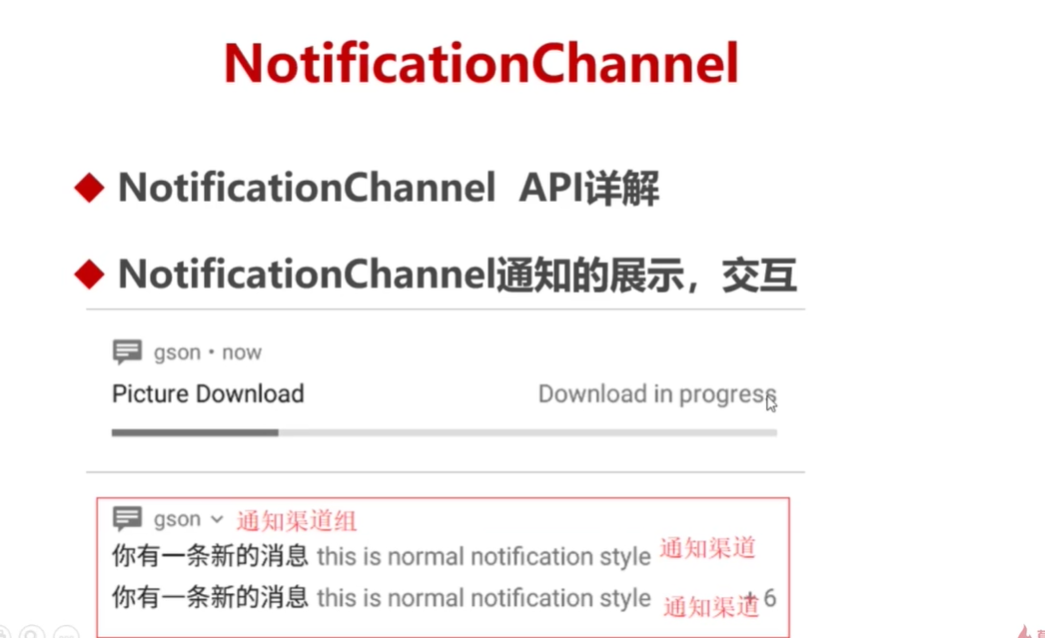 NotificationChannel
NotificationChannel API详解
NotificationChannel通知的展示，交互
gson • now
Picture Download Download in progress
gson 通知渠道组
你有一条新的消息 this is normal notification style 通知渠道
你有一条新的消息 this is normal notification style 通知渠道 + 6